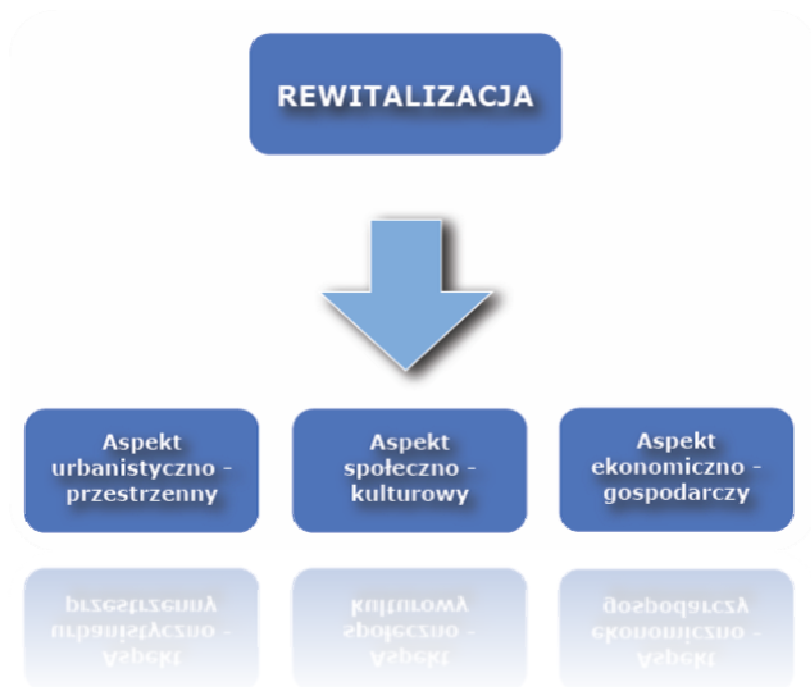 REWITALIZACJA
Aspekt
urbanistyczno -
przestrzenny
Aspekt
społeczno -
kulturowy
Aspekt
ekonomiczno -
gospodarczy